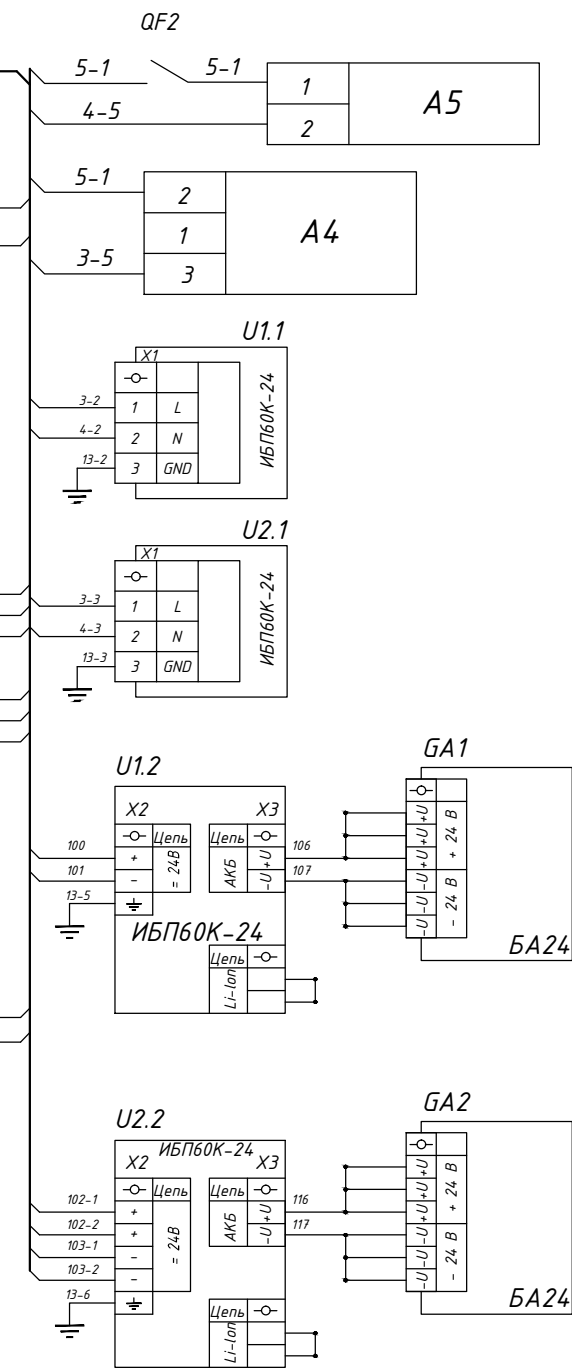 QF2
5-1 5-1 1 A5
4-5 2
5-1 2
1 A4
3-5 3
U1.1
X1
3-2 1 L ИБП60К-24
4-2 2 N
13-2 3 GND
U2.1
X1
3-3 1 L ИБП60К-24
4-3 2 N
13-3 3 GND
GA1
U1.2
X2 X3
Цепь Цепь +U
+U + 24 В
100 + = 24В АКБ +U 106 +U
101 - -U 107 -U
13-5 -U - 24 В
ИБП60К-24 -U БА24
Цепь
Li-Ion
GA2
U2.2
ИБП60К-24
X2 X3
Цепь Цепь +U
+U + 24 В
102-1 + = 24В АКБ +U 116 +U
102-2 + -U 117 -U
103-1 - -U - 24 В
103-2 - -U
13-6 БА24
Цепь
Li-Ion